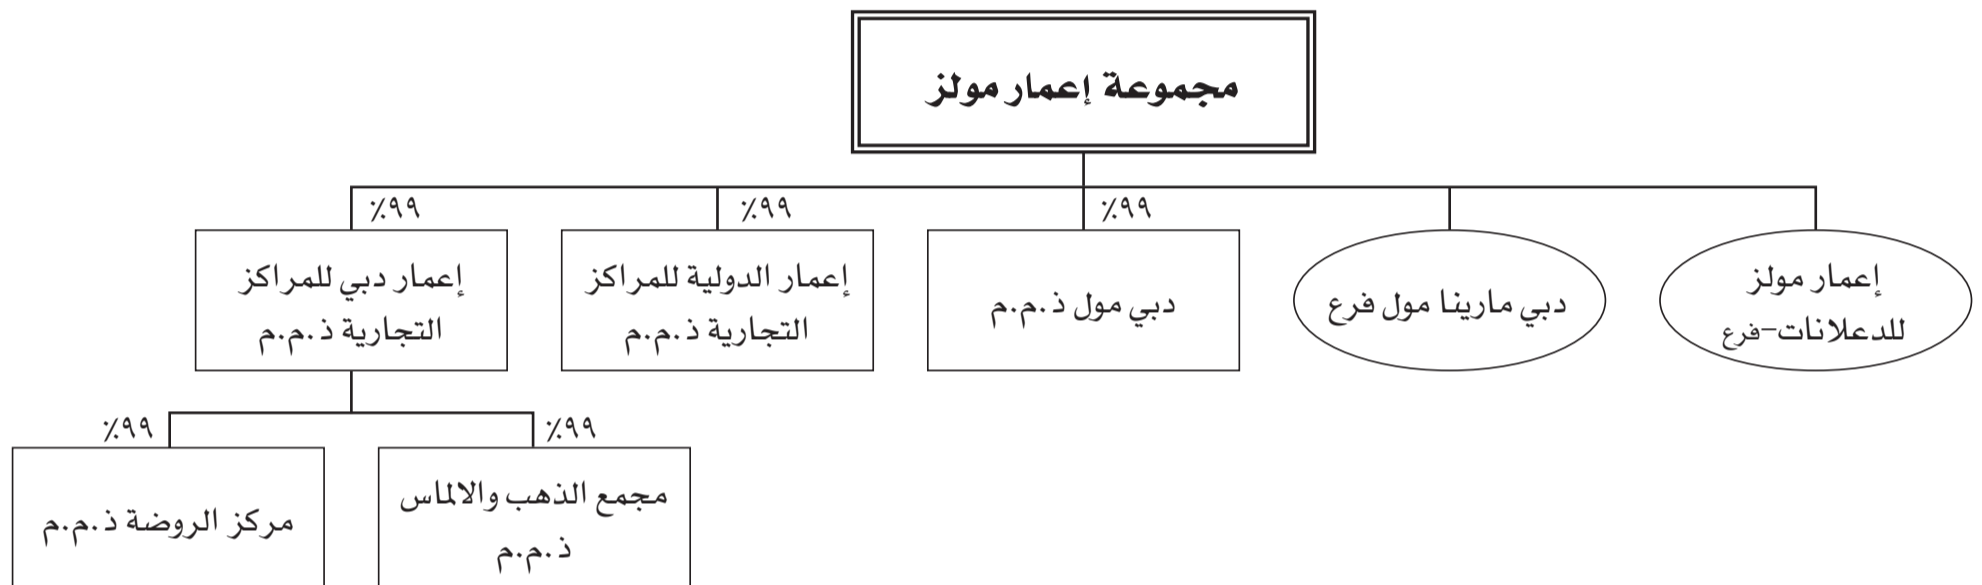 مجموعة إعمار مولز
٪٩٩
٪٩٩
٪٩٩
إعمار مولز
للدعلانات-فرع
دبي مارينا مول فرع
دبي مول ذ.م.م
إعمار الدولية للمراكز
التجارية ذ.م.م
إعمار دبي للمراكز
التجارية ذ.م.م
٪٩٩
٪٩٩
مجمع الذهب والالماس
ذ.م.م
مركز الروضة ذ.م.م